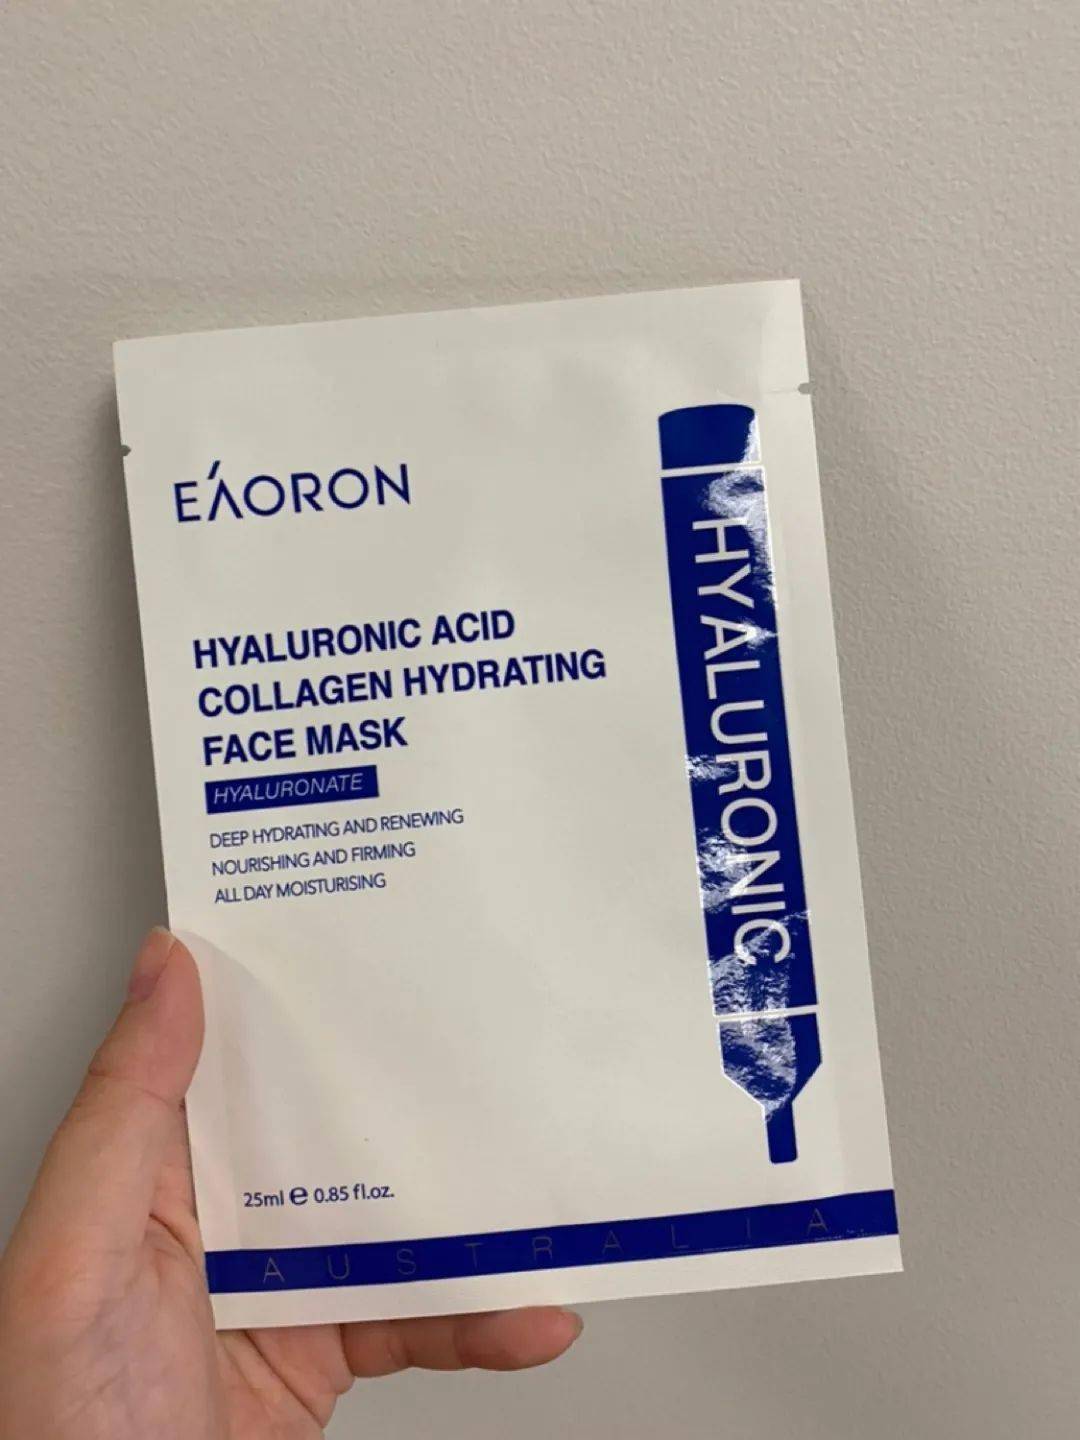 EÁORON
HYALURONIC ACID
COLLAGEN HYDRATING
FACE MASK
HYALURONATE
DEEP HYDRATING AND RENEWING
NOURISHING AND FIRMING
ALL DAY MOISTURISING
HYALURONIC
25ml e 0.85 fl.oz.
AUSTRALIA